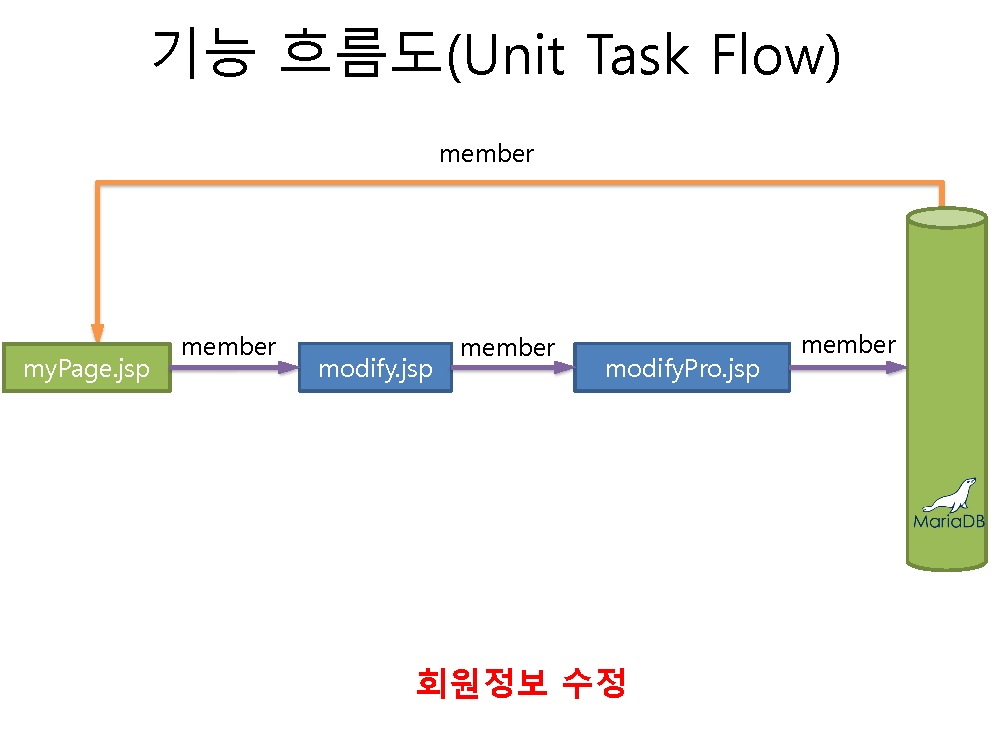 기능 흐름도(Unit Task Flow)
member
myPage.jsp
member
modify.jsp
member
modifyPro.jsp
member
MariaDB
회원정보 수정